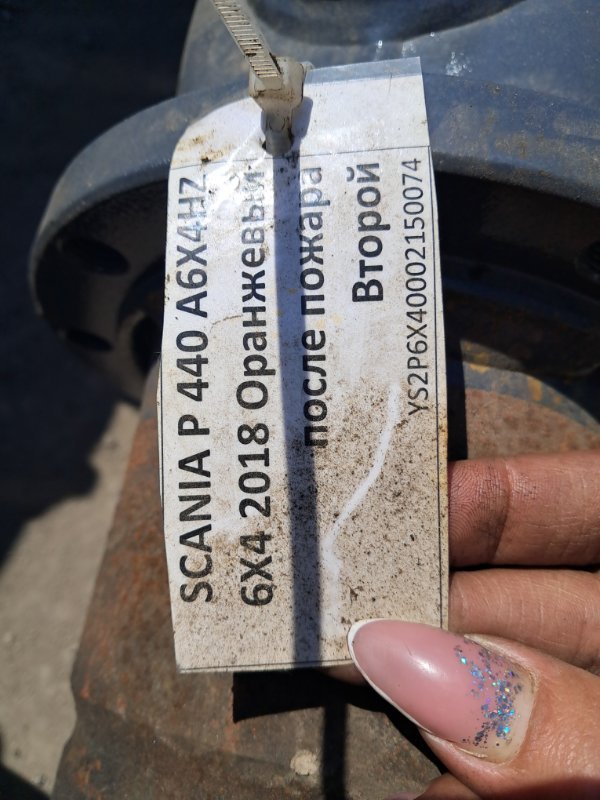 SCANIA P 440 A6X4HZ
6X4 2018 Оранжевый
после пожара
Второй
YS2P6X40002150074